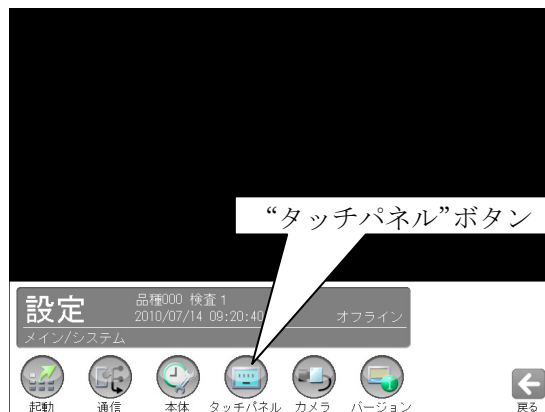 “タッチパネル”ボタン
設定
品種000 検査1
2010/07/14 09:20:40
オフライン
メイン/システム
起動
通信
本体
タッチパネル
カメラ
バージョン
戻る